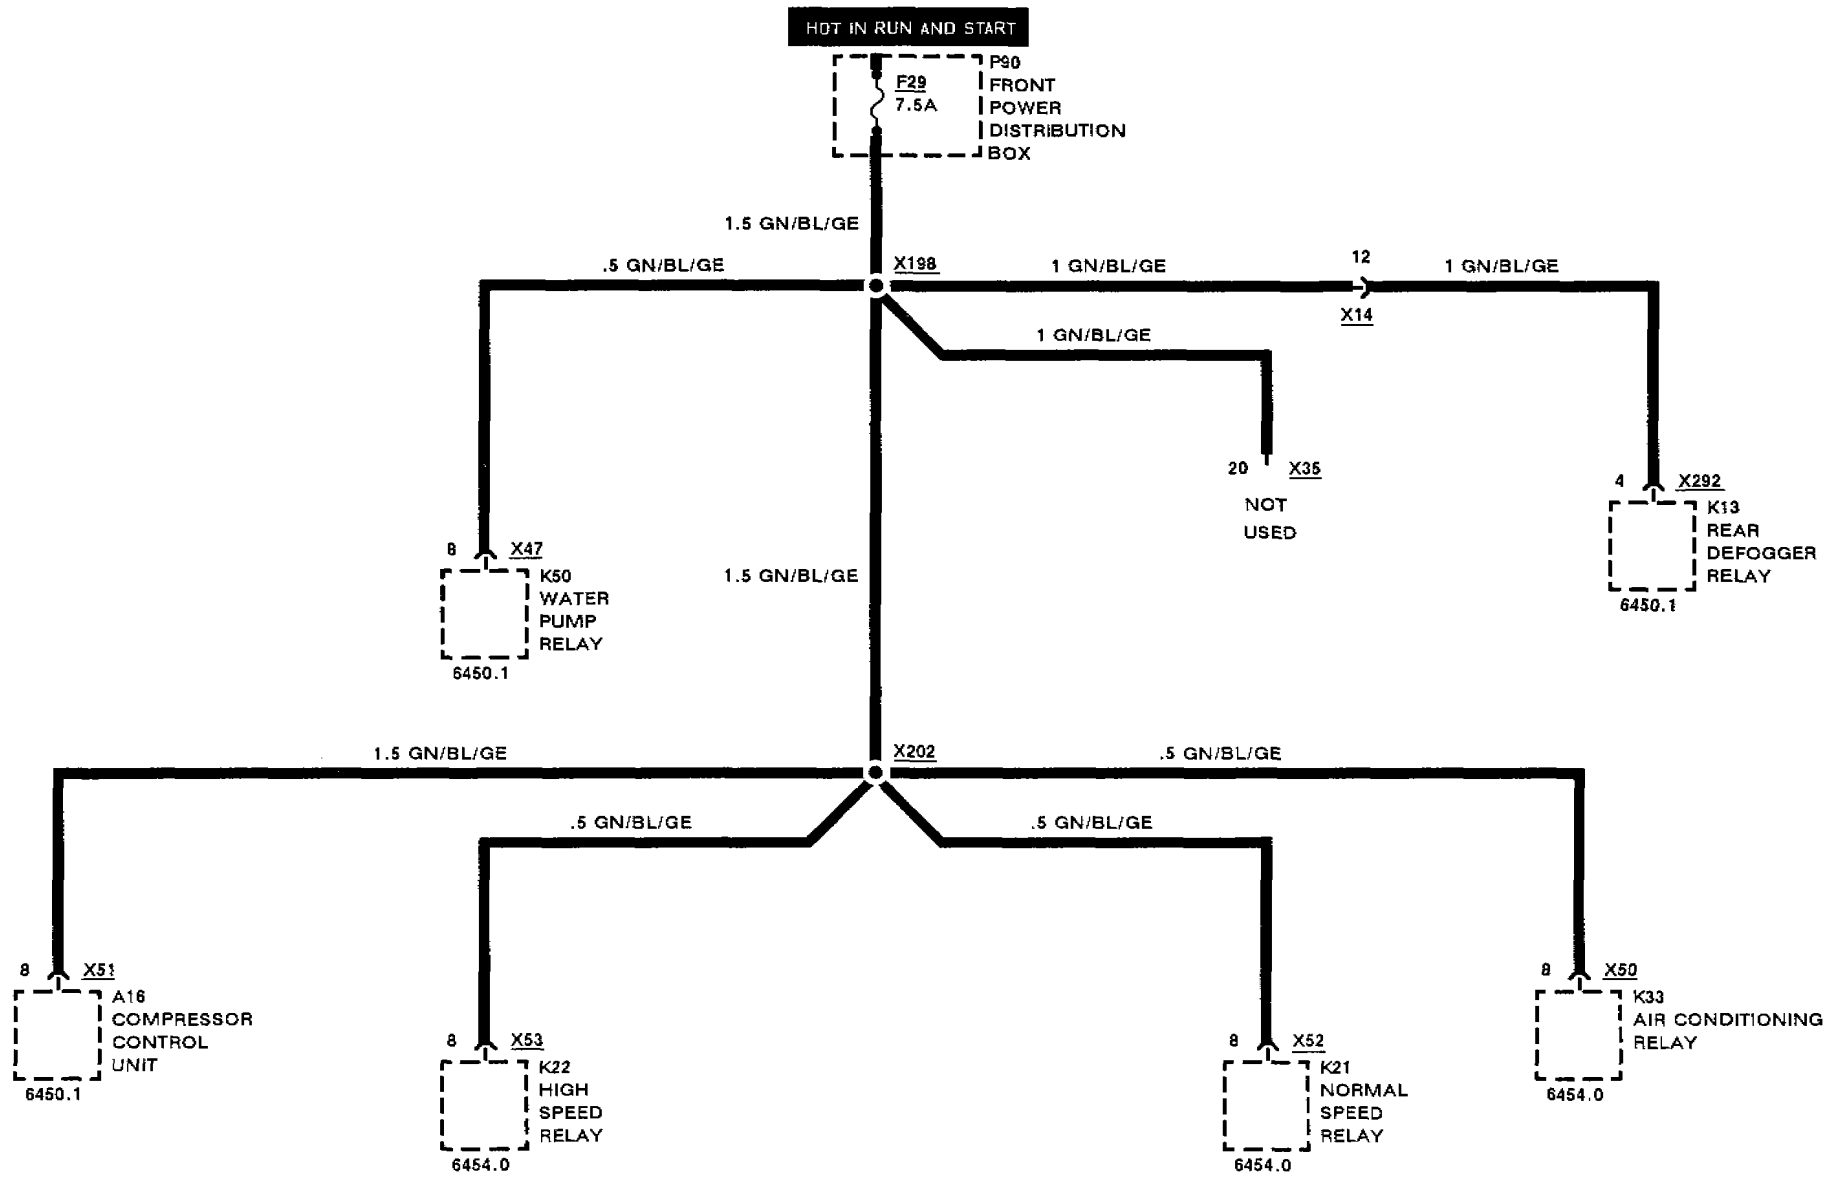 HOT IN RUN AND START
P90
FRONT
POWER
DISTRIBUTION
BOX
F29
7.5A
1.5 GN/BL/GE
.5 GN/BL/GE
X198
1 GN/BL/GE
12
X14
1 GN/BL/GE
1 GN/BL/GE
20 X35
NOT
USED
4 X292
K13
REAR
DEFOGGER
RELAY
6450.1
8 X47
K50
WATER
PUMP
RELAY
6450.1
1.5 GN/BL/GE
1.5 GN/BL/GE
X202
.5 GN/BL/GE
.5 GN/BL/GE
.5 GN/BL/GE
8 X51
A16
COMPRESSOR
CONTROL
UNIT
6450.1
8 X53
K22
HIGH
SPEED
RELAY
6454.0
8 X52
K21
NORMAL
SPEED
RELAY
6454.0
8 X50
K33
AIR CONDITIONING
RELAY
6454.0